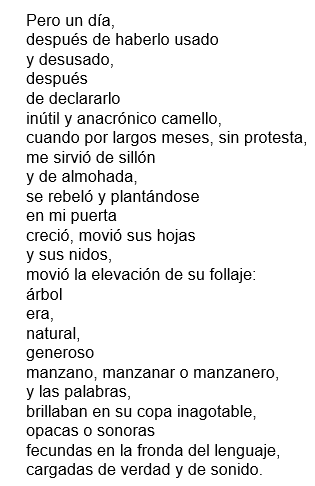 Pero un día,
después de haberlo usado
y desusado,
después
de declararlo
inútil y anacrónico camello,
cuando por largos meses, sin protesta,
me sirvió de sillón
y de almohada,
se rebeló y plantándose
en mi puerta
creció, movió sus hojas
y sus nidos,
movió la elevación de su follaje:
árbol
era,
natural,
generoso
manzano, manzanar o manzanero,
y las palabras,
brillaban en su copa inagotable,
opacas o sonoras
fecundas en la fronda del lenguaje,
cargadas de verdad y de sonido.